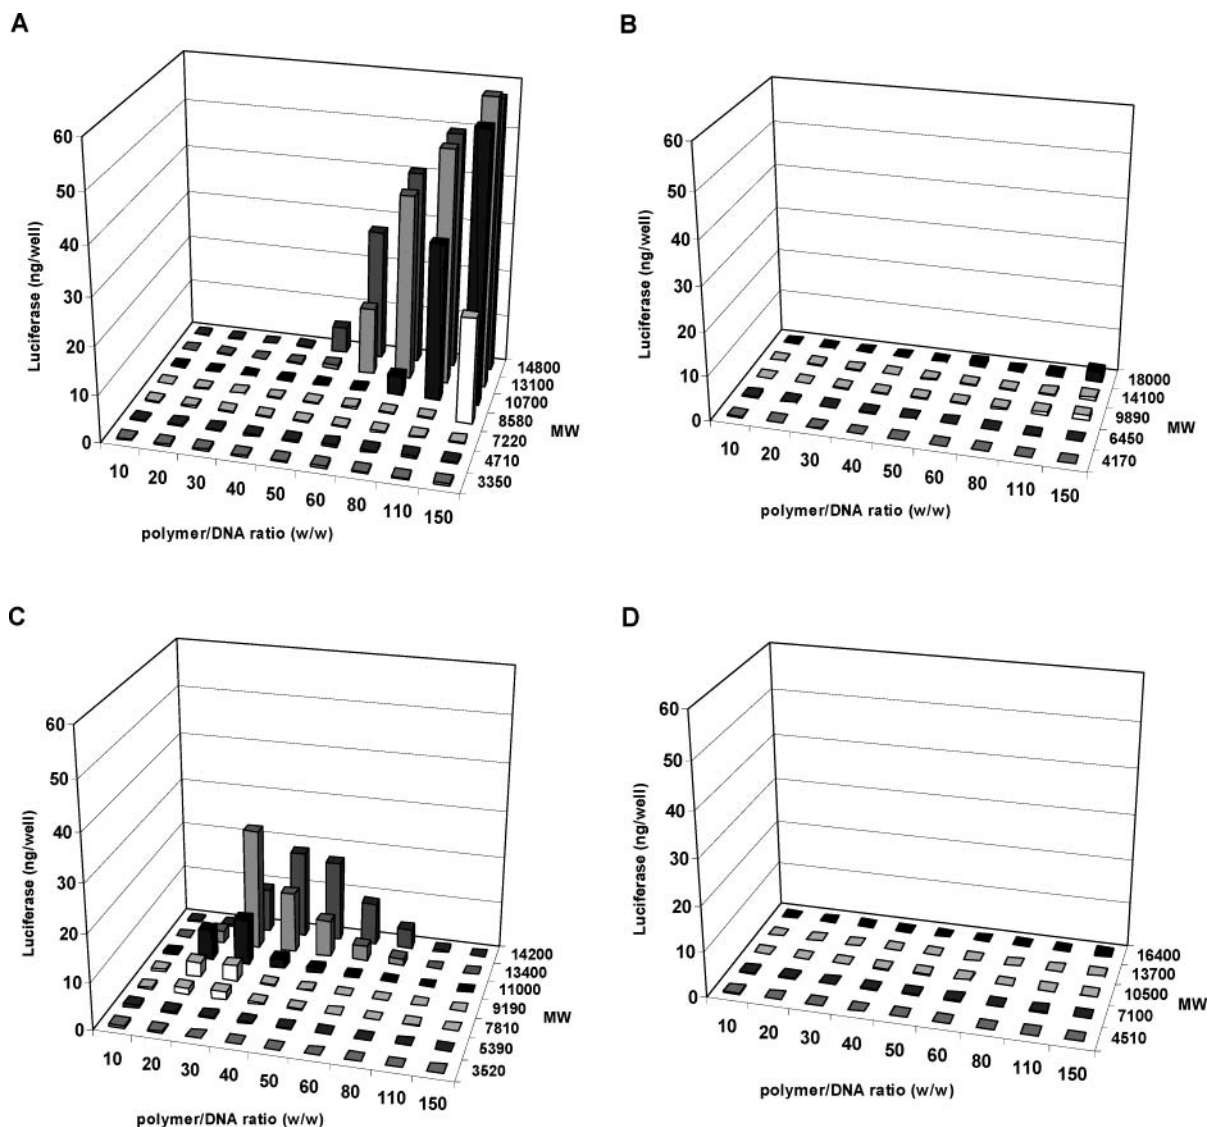 A
60
50
40
30
20
10
0
Luciferase (ng/well)
10 20 30 40 50 60 80 110 150
polymer/DNA ratio (w/w)
14800
13100
10700
8580
7220
4710
3350
MW
B
60
50
40
30
20
10
0
Luciferase (ng/well)
10 20 30 40 50 60 80 110 150
polymer/DNA ratio (w/w)
18000
14100
9890
6450
4170
MW
C
60
50
40
30
20
10
0
Luciferase (ng/well)
10 20 30 40 50 60 80 110 150
polymer/DNA ratio (w/w)
14200
13400
11000
9190
7810
5390
3520
MW
D
60
50
40
30
20
10
0
Luciferase (ng/well)
10 20 30 40 50 60 80 110 150
polymer/DNA ratio (w/w)
16400
13700
10500
7100
4510
MW